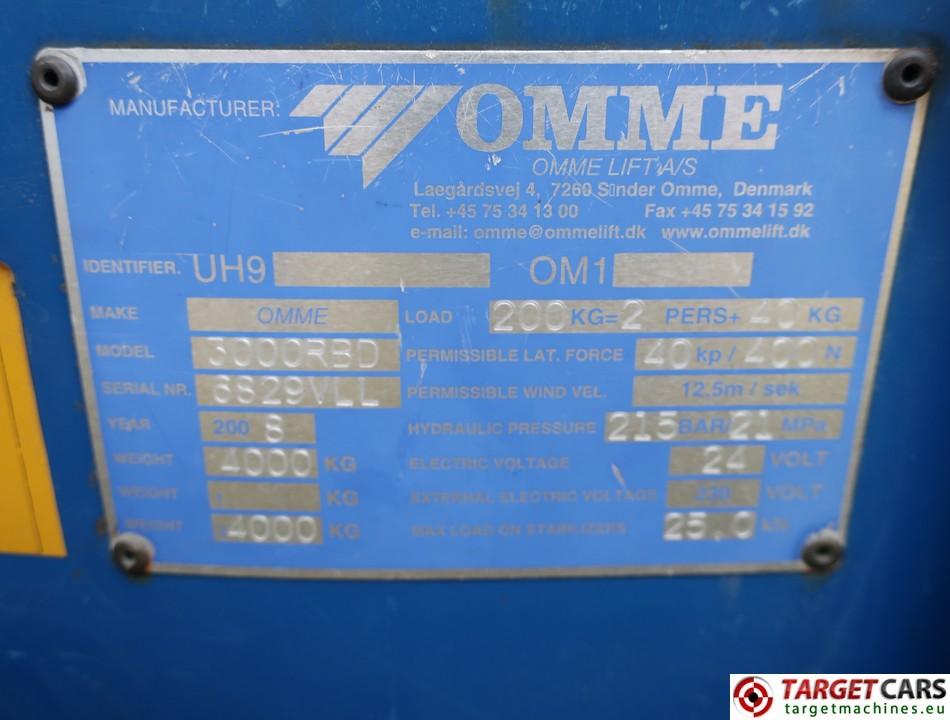 MANUFACTURER: OMME
OMME LIFT A/S
Laegårdsvej 4, 7260 S▯nder Omme, Denmark
Tel. +45 75 34 13 00 Fax +45 75 34 15 92
e-mail: omme@ommelift.dk www.ommelift.dk
IDENTIFIER. UH9 OM1
MAKE OMME LOAD 200 KG= 2 PERS+ 40 KG
MODEL 3000RBD PERMISSIBLE LAT. FORCE 40 kp / 400 N
SERIAL NR. 6829VLL PERMISSIBLE WIND VEL. 12.5m / sek
YEAR 200 8 HYDRAULIC PRESSURE 215 BAR/ 21 MPa
WEIGHT 4000 KG ELECTRIC VOLTAGE 24 VOLT
WEIGHT KG EXTERNAL ELECTRIC VOLTAGE VOLT
WEIGHT 4000 KG MAX LOAD ON STABILIZERS 25.0 kN
TARGETCARS
targetmachines.eu